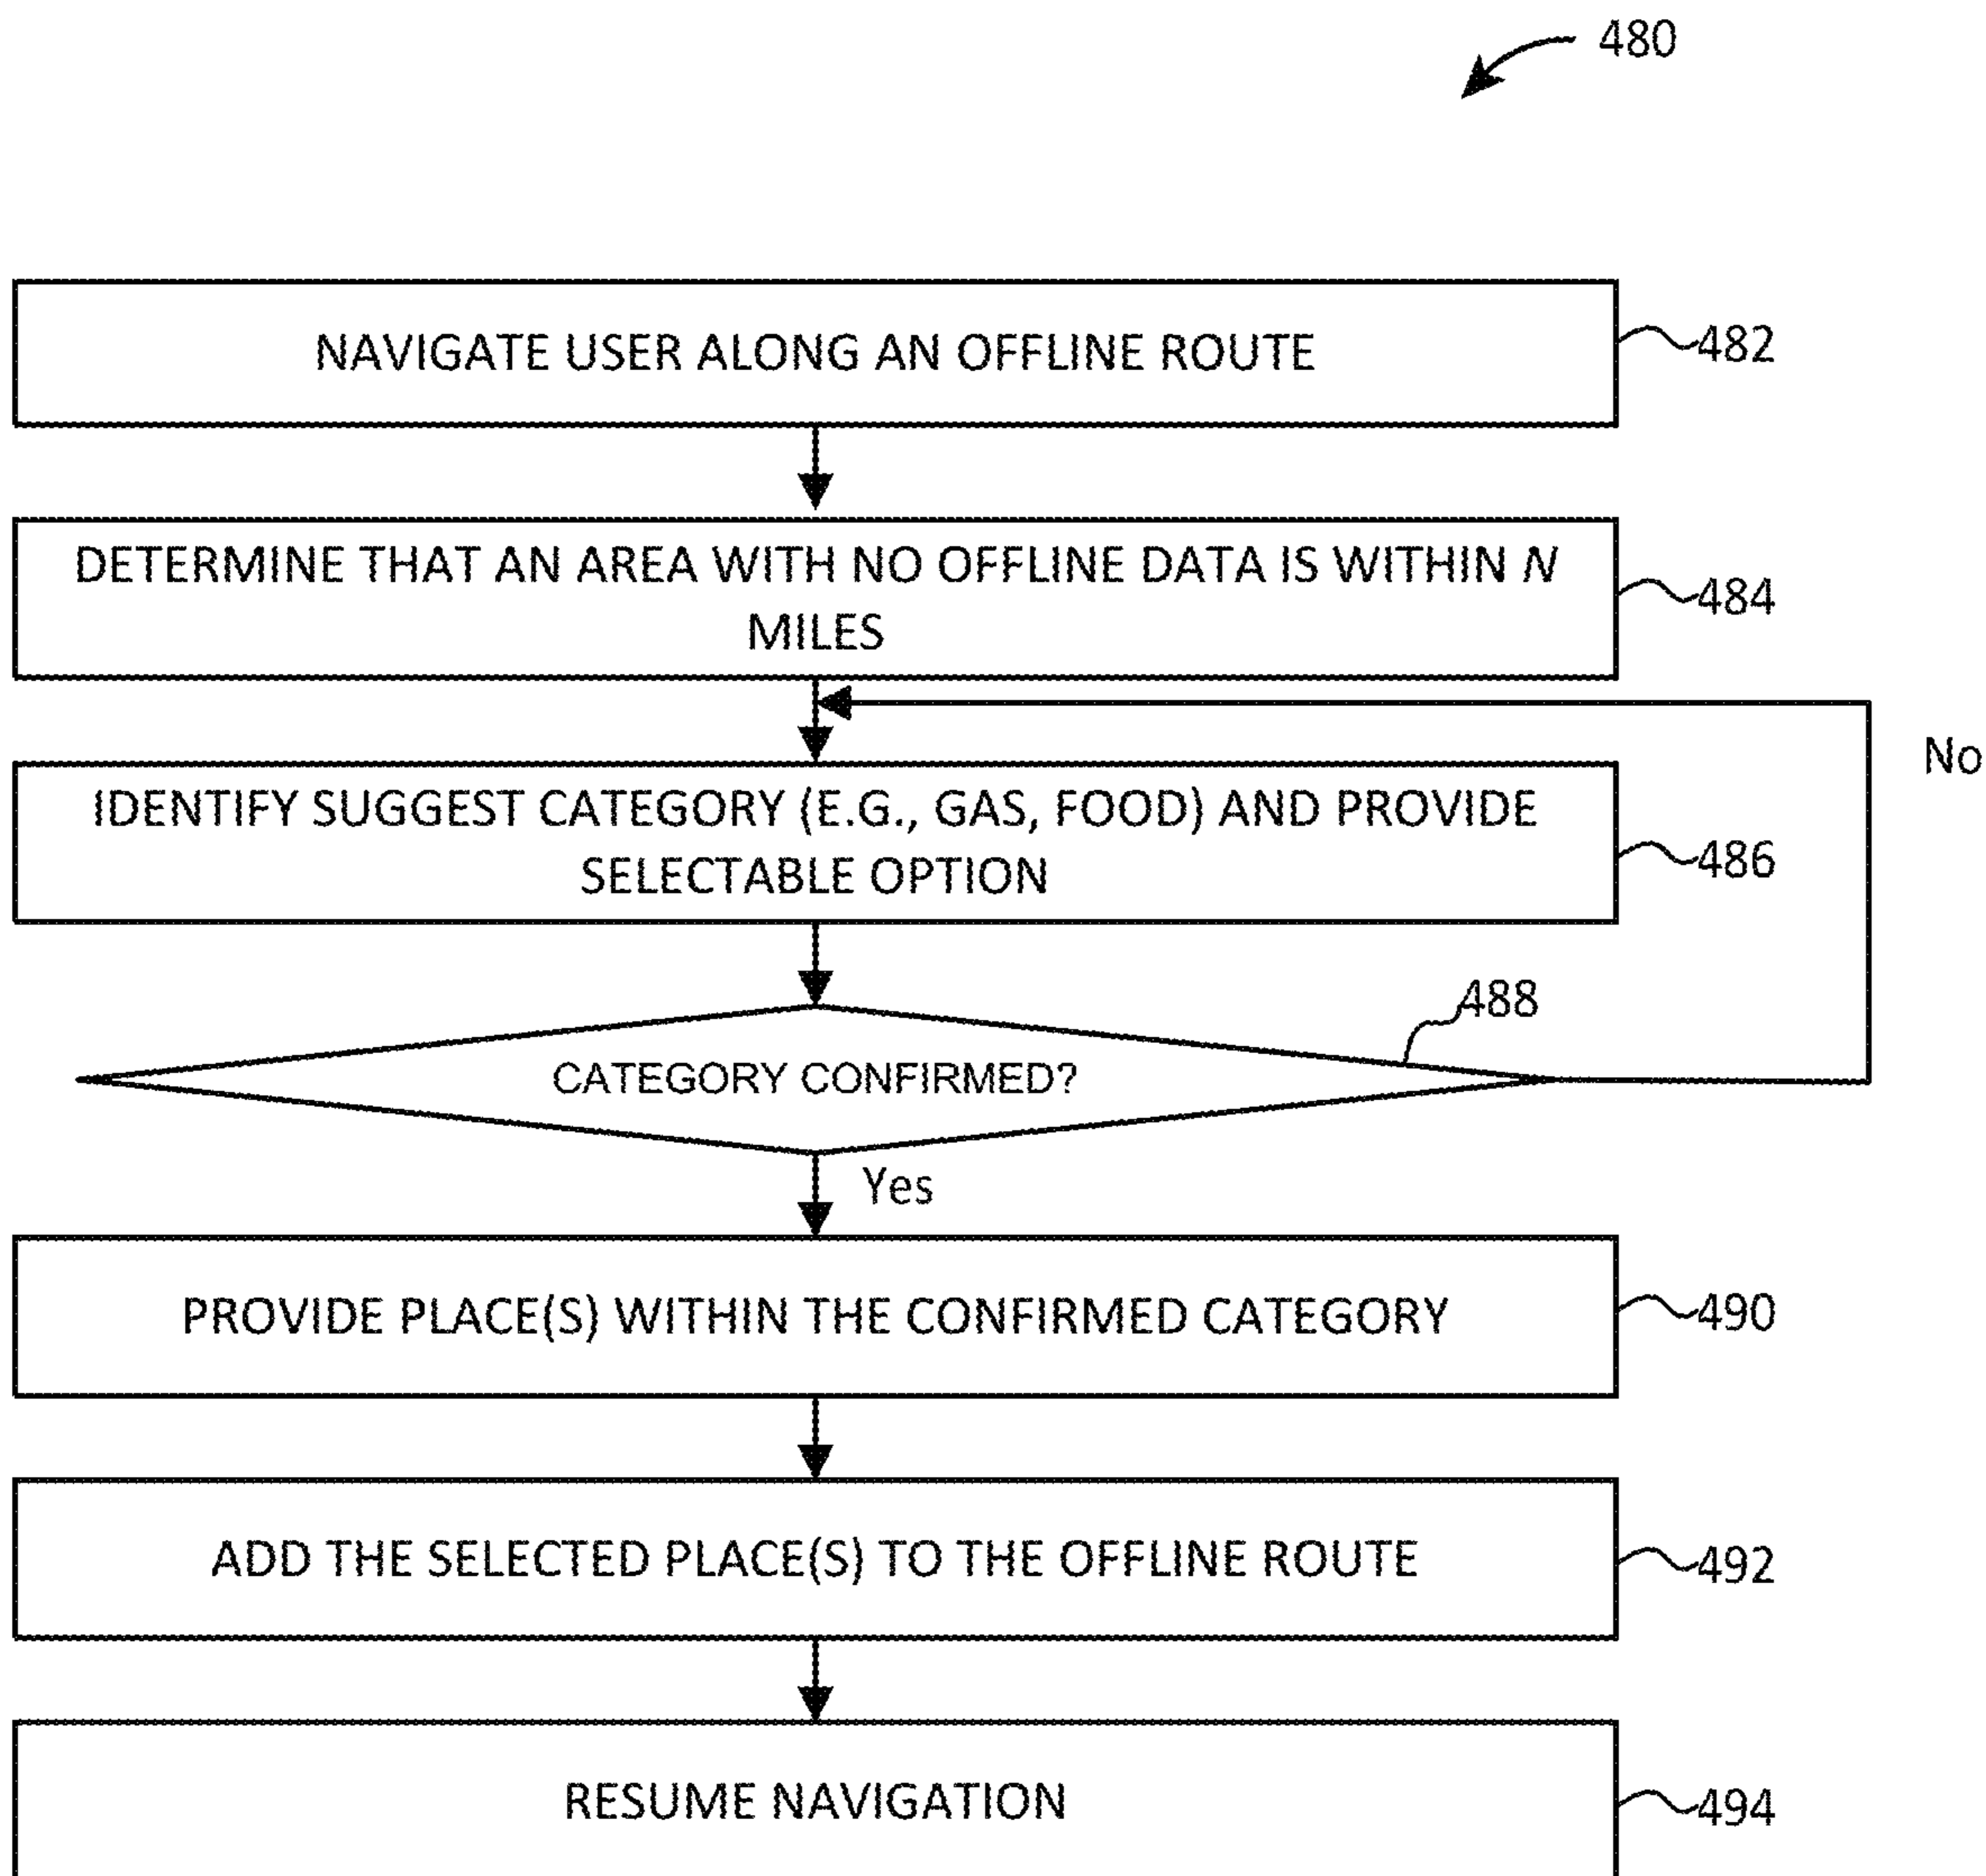 480
NAVIGATE USER ALONG AN OFFLINE ROUTE
482
DETERMINE THAT AN AREA WITH NO OFFLINE DATA IS WITHIN N
MILES
484
No
IDENTIFY SUGGEST CATEGORY (E.G., GAS, FOOD) AND PROVIDE
SELECTABLE OPTION
486
488
CATEGORY CONFIRMED?
Yes
PROVIDE PLACE(S) WITHIN THE CONFIRMED CATEGORY
490
ADD THE SELECTED PLACE(S) TO THE OFFLINE ROUTE
492
RESUME NAVIGATION
494